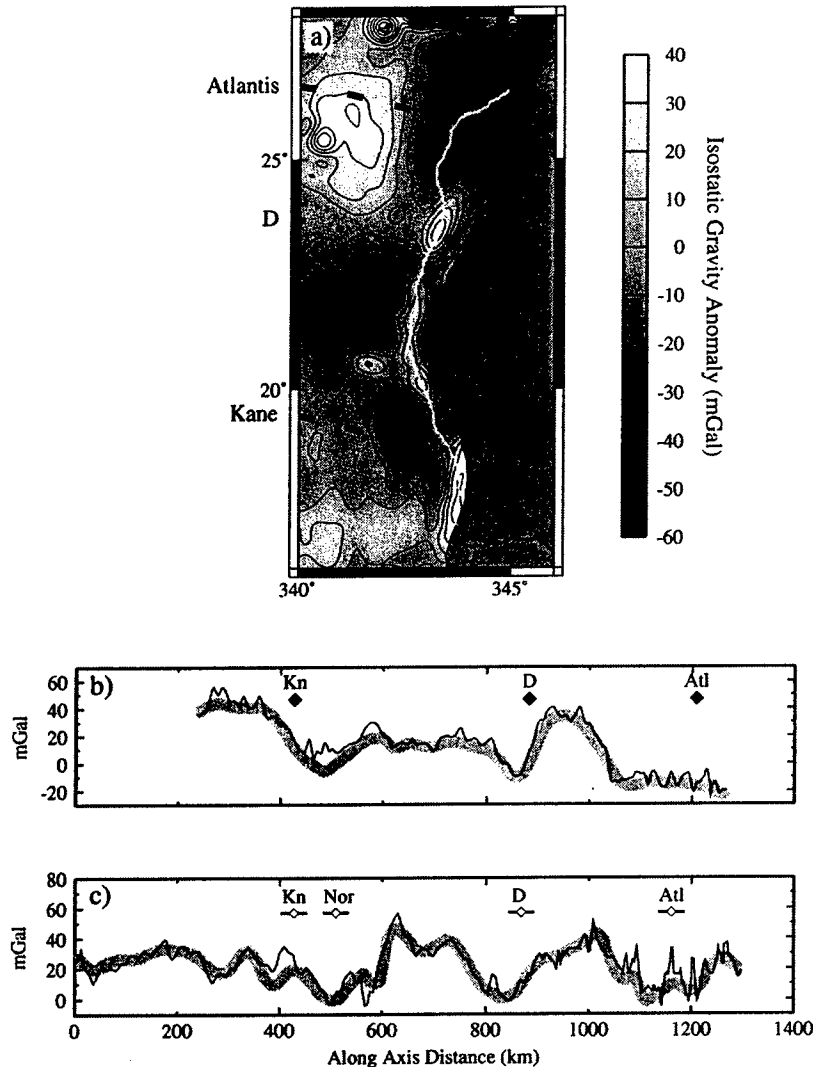 a)
Atlantis
25°
D
20°
Kane
340°
345°
40
30
20
10
0
-10
-20
-30
-40
-50
-60
Isostatic Gravity Anomaly (mGal)
b)
Kn
D
Atl
60
40
20
0
-20
mGal
c)
Kn
Nor
D
Atl
80
60
40
20
0
mGal
0
200
400
600
800
1000
1200
1400
Along Axis Distance (km)